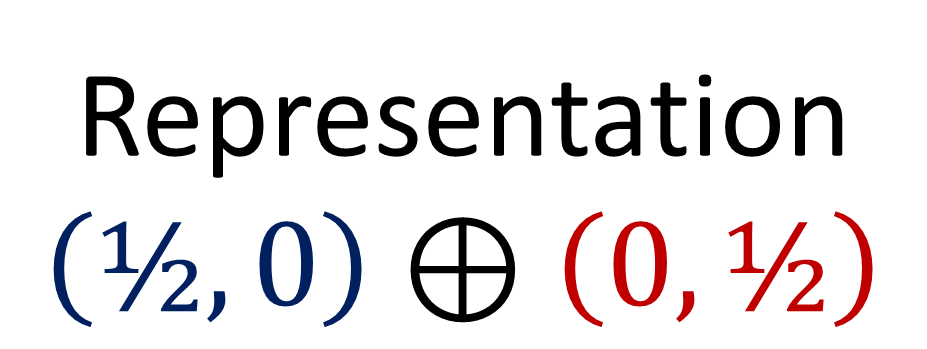 Representation
(½, 0) ⊕ (0, ½)